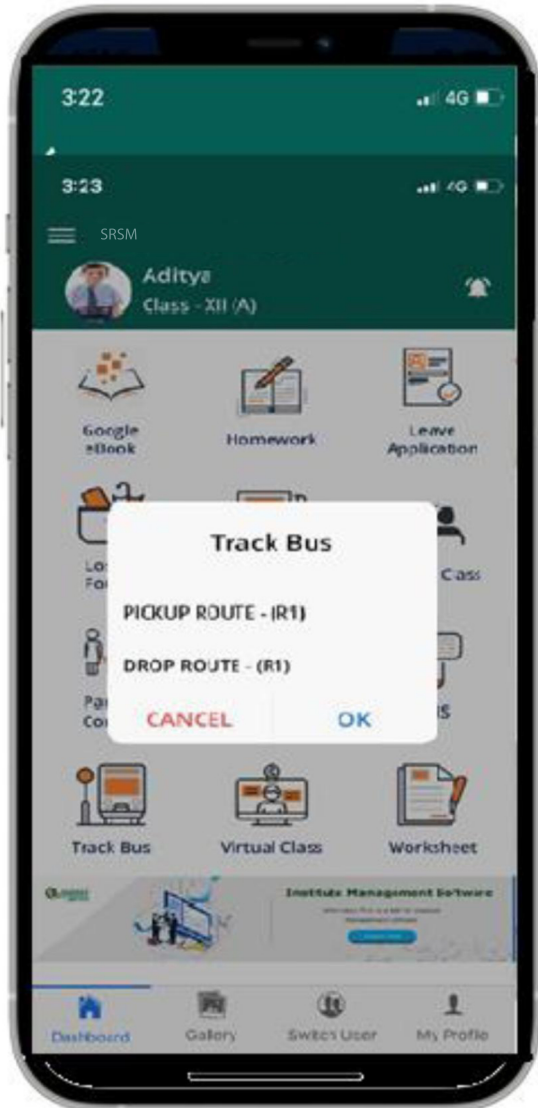 3:22
4G
3:23
4G
SRSM
Aditya
Class - XII (A)
Google
eBook
Homework
Leave
Application
Track Bus
Class
PICKUP ROUTE - (R1)
DROP ROUTE - (R1)
CANCEL
OK
Track Bus
Virtual Class
Worksheet
Institute Management Software
Dashboard
Gallery
Switch User
My Profile